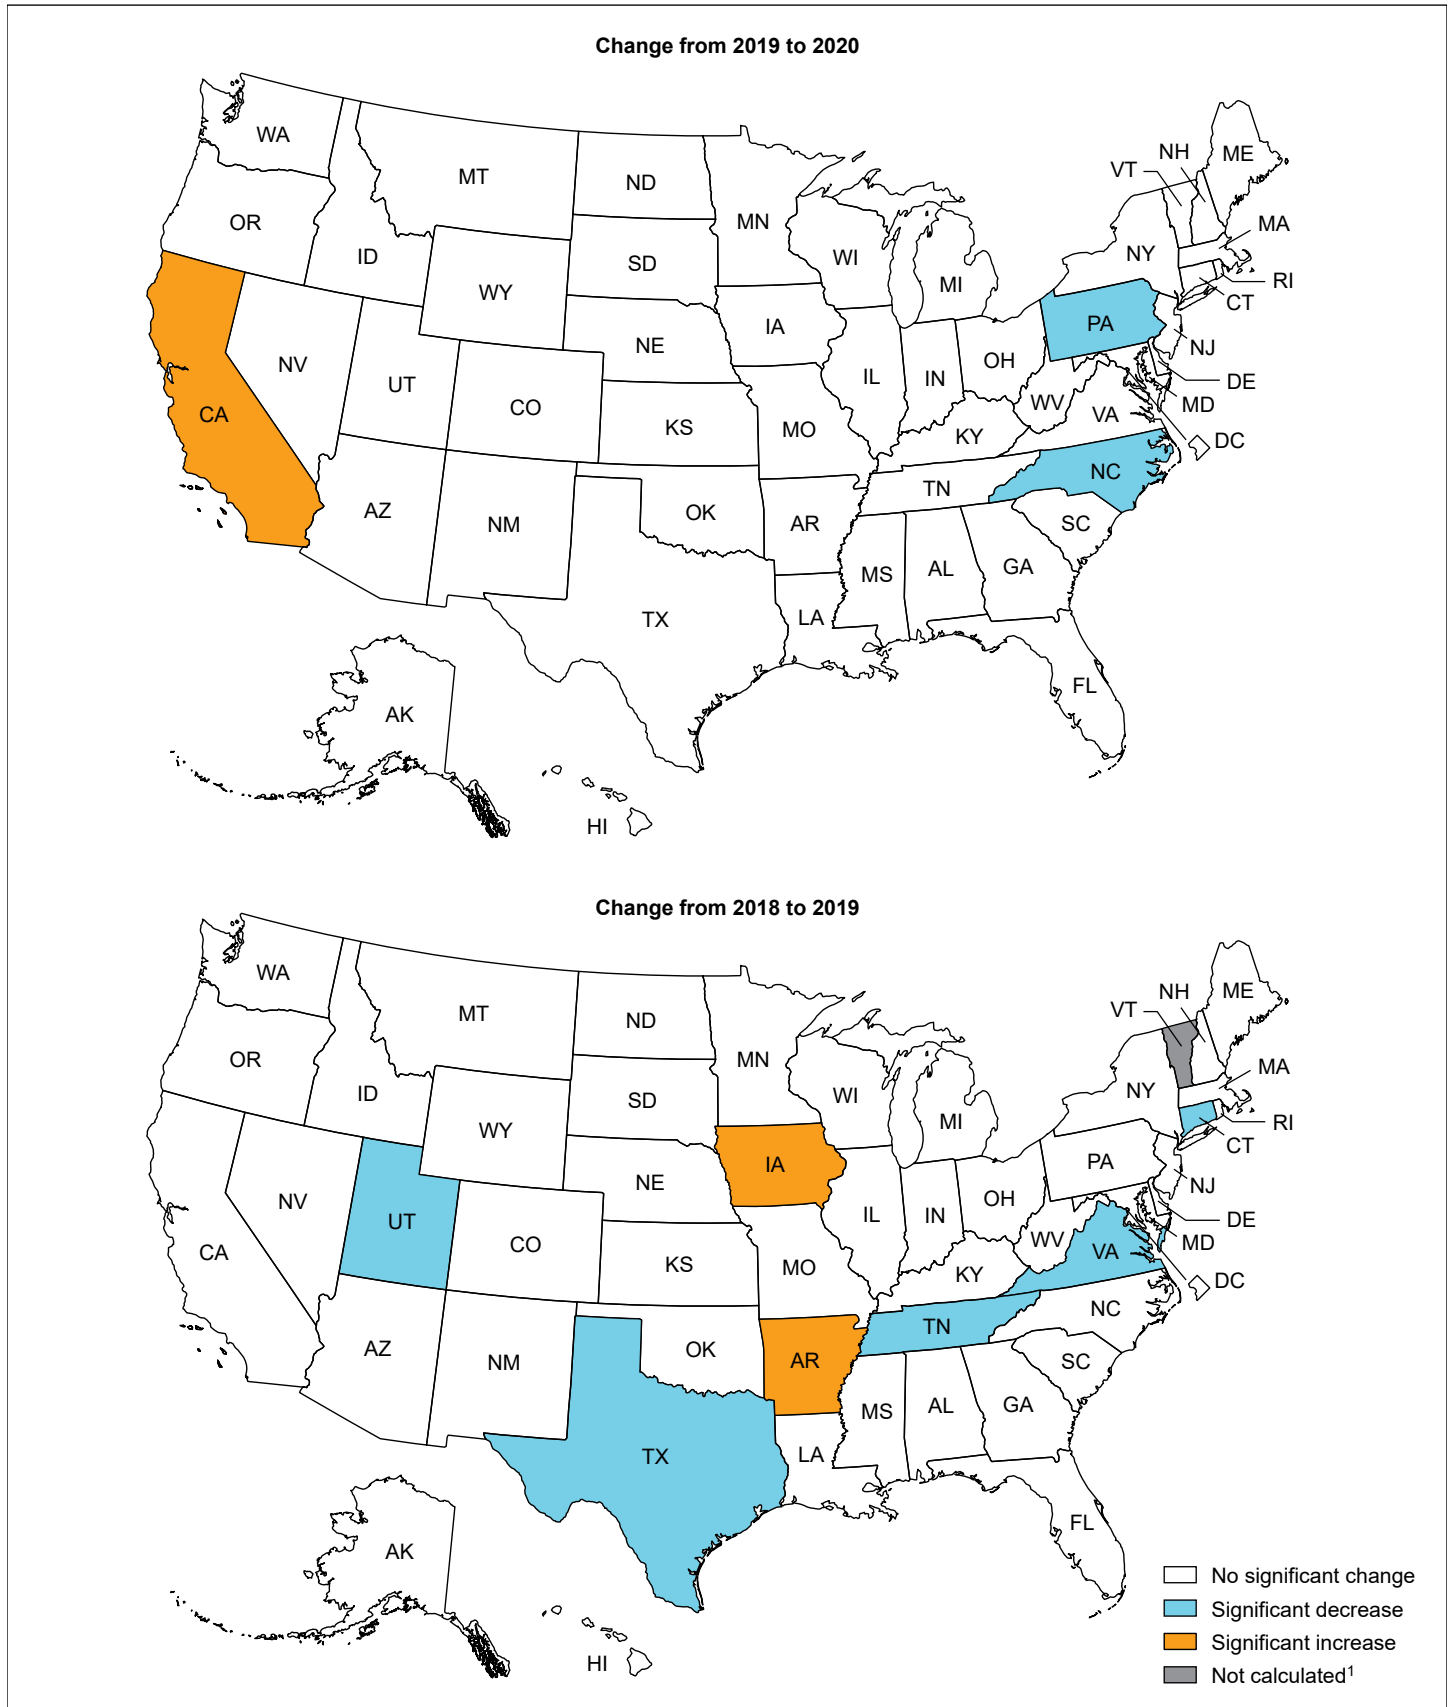 Change from 2019 to 2020
WA
MT
ND
MN
OR
ID
WY
SD
WI
MI
NY
VT
NH
ME
MA
RI
CT
NJ
DE
MD
DC
PA
NV
UT
CO
NE
IA
IL
IN
OH
WV
VA
KY
CA
KS
MO
NC
TN
SC
AZ
NM
OK
AR
MS
AL
GA
TX
LA
FL
AK
HI
Change from 2018 to 2019
WA
MT
ND
MN
OR
ID
WY
SD
WI
MI
NY
VT
NH
ME
MA
RI
CT
NJ
DE
MD
DC
PA
NV
UT
CO
NE
IA
IL
IN
OH
WV
VA
KY
CA
KS
MO
NC
TN
SC
AZ
NM
OK
AR
MS
AL
GA
TX
LA
FL
AK
HI
No significant change
Significant decrease
Significant increase
Not calculated¹